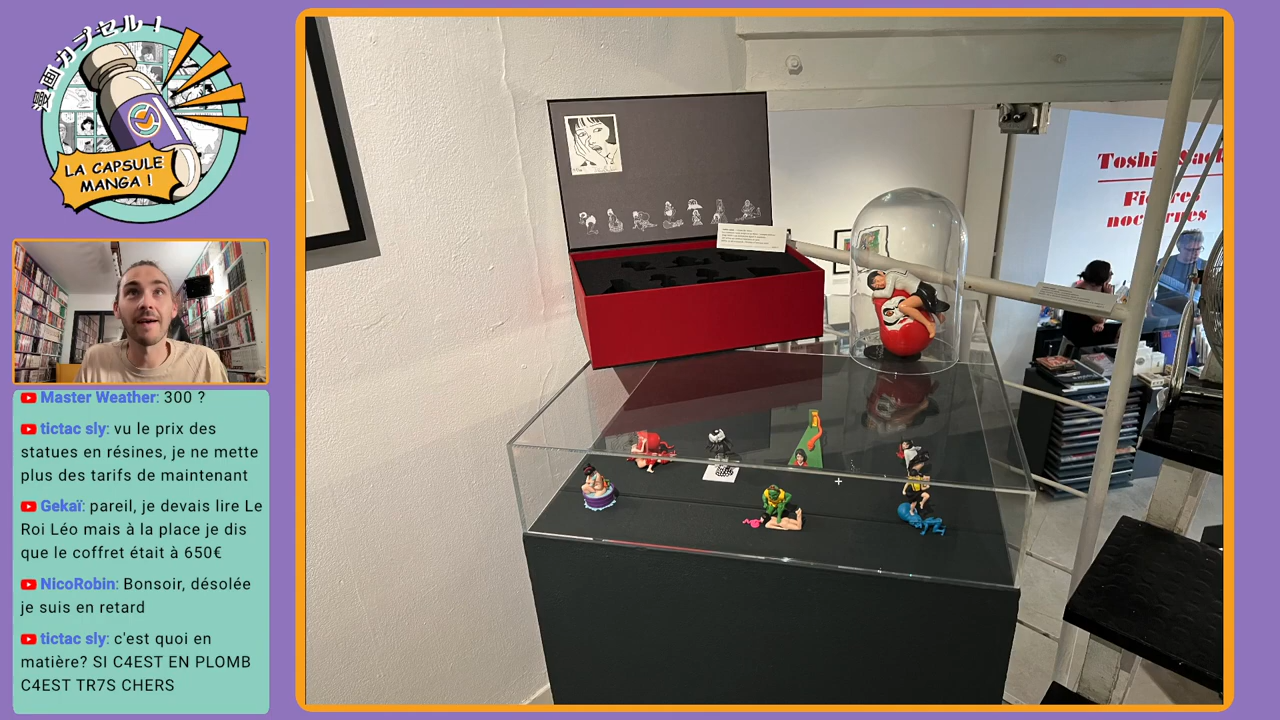 漫画カプセル！
LA CAPSULE
MANGA !
Master Weather: 300 ?
tictac sly: vu le prix des
statues en résines, je ne mette
plus des tarifs de maintenant
Gekaï: pareil, je devais lire Le
Roi Léo mais à la place je dis
que le coffret était à 650€
NicoRobin: Bonsoir, désolée
je suis en retard
tictac sly: c'est quoi en
matière? SI C4EST EN PLOMB
C4EST TR7S CHERS
Figures
nocturnes